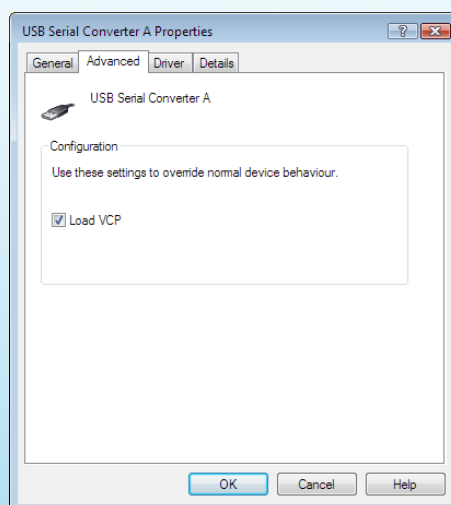 USB Serial Converter A Properties
General Advanced Driver Details
USB Serial Converter A
Configuration
Use these settings to override normal device behaviour.
Load VCP
OK Cancel Help